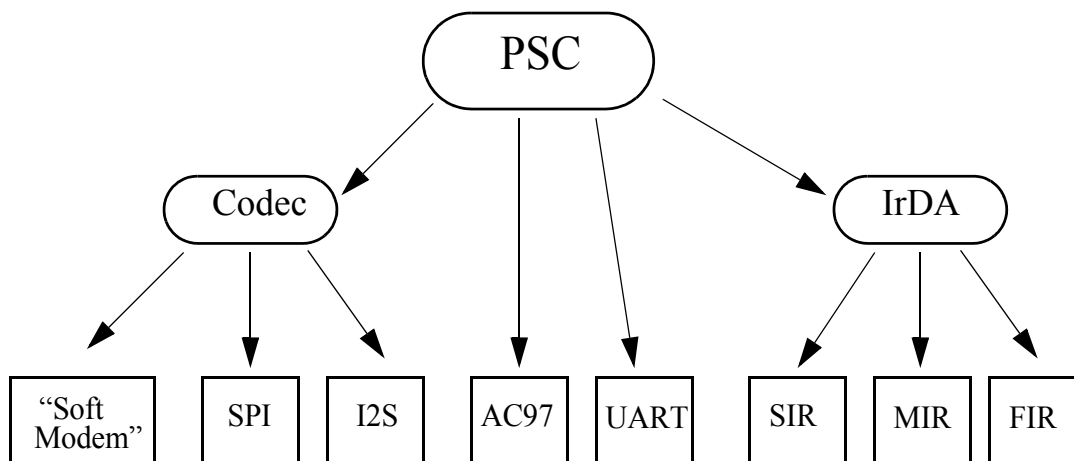 PSC
Codec
IrDA
“Soft
Modem”
SPI
I2S
AC97
UART
SIR
MIR
FIR